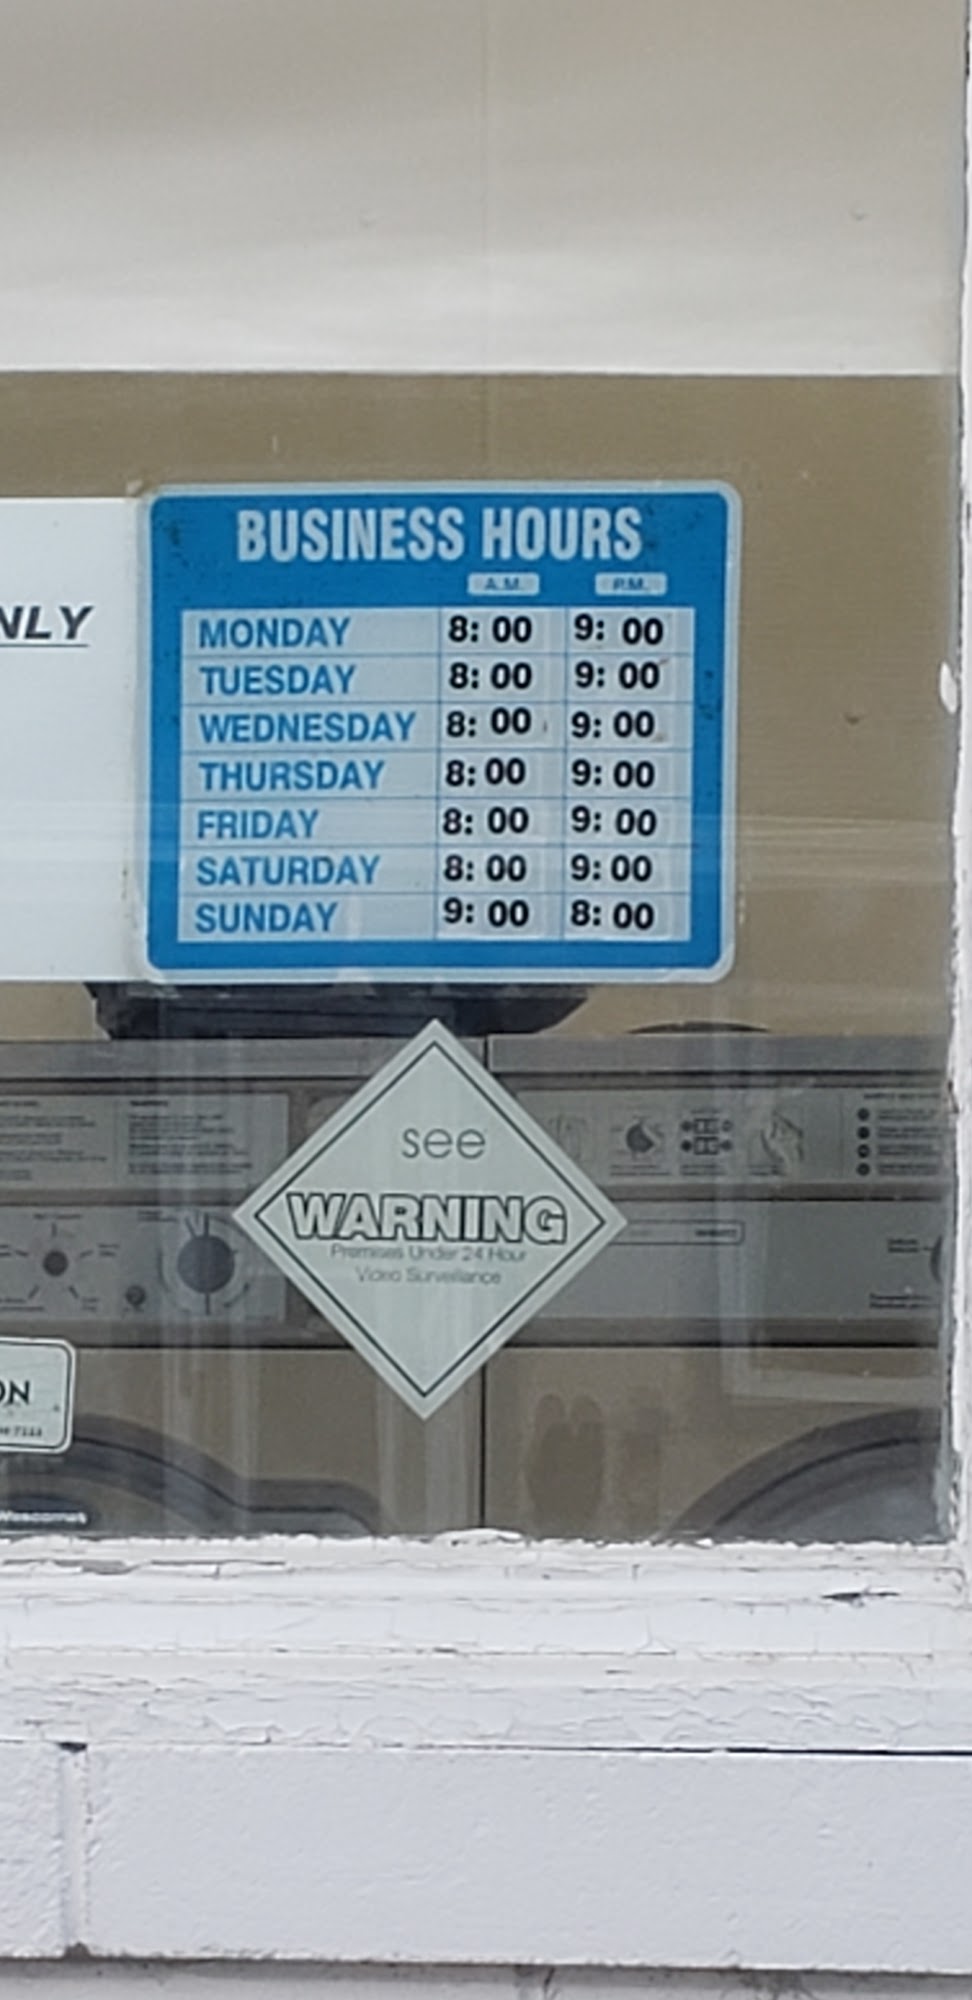 NLY
BUSINESS HOURS
A.M. P.M.
MONDAY 8:00 9:00
TUESDAY 8:00 9:00
WEDNESDAY 8:00 9:00
THURSDAY 8:00 9:00
FRIDAY 8:00 9:00
SATURDAY 8:00 9:00
SUNDAY 9:00 8:00
see
WARNING
Premises Under 24 Hour
Video Surveillance
ON